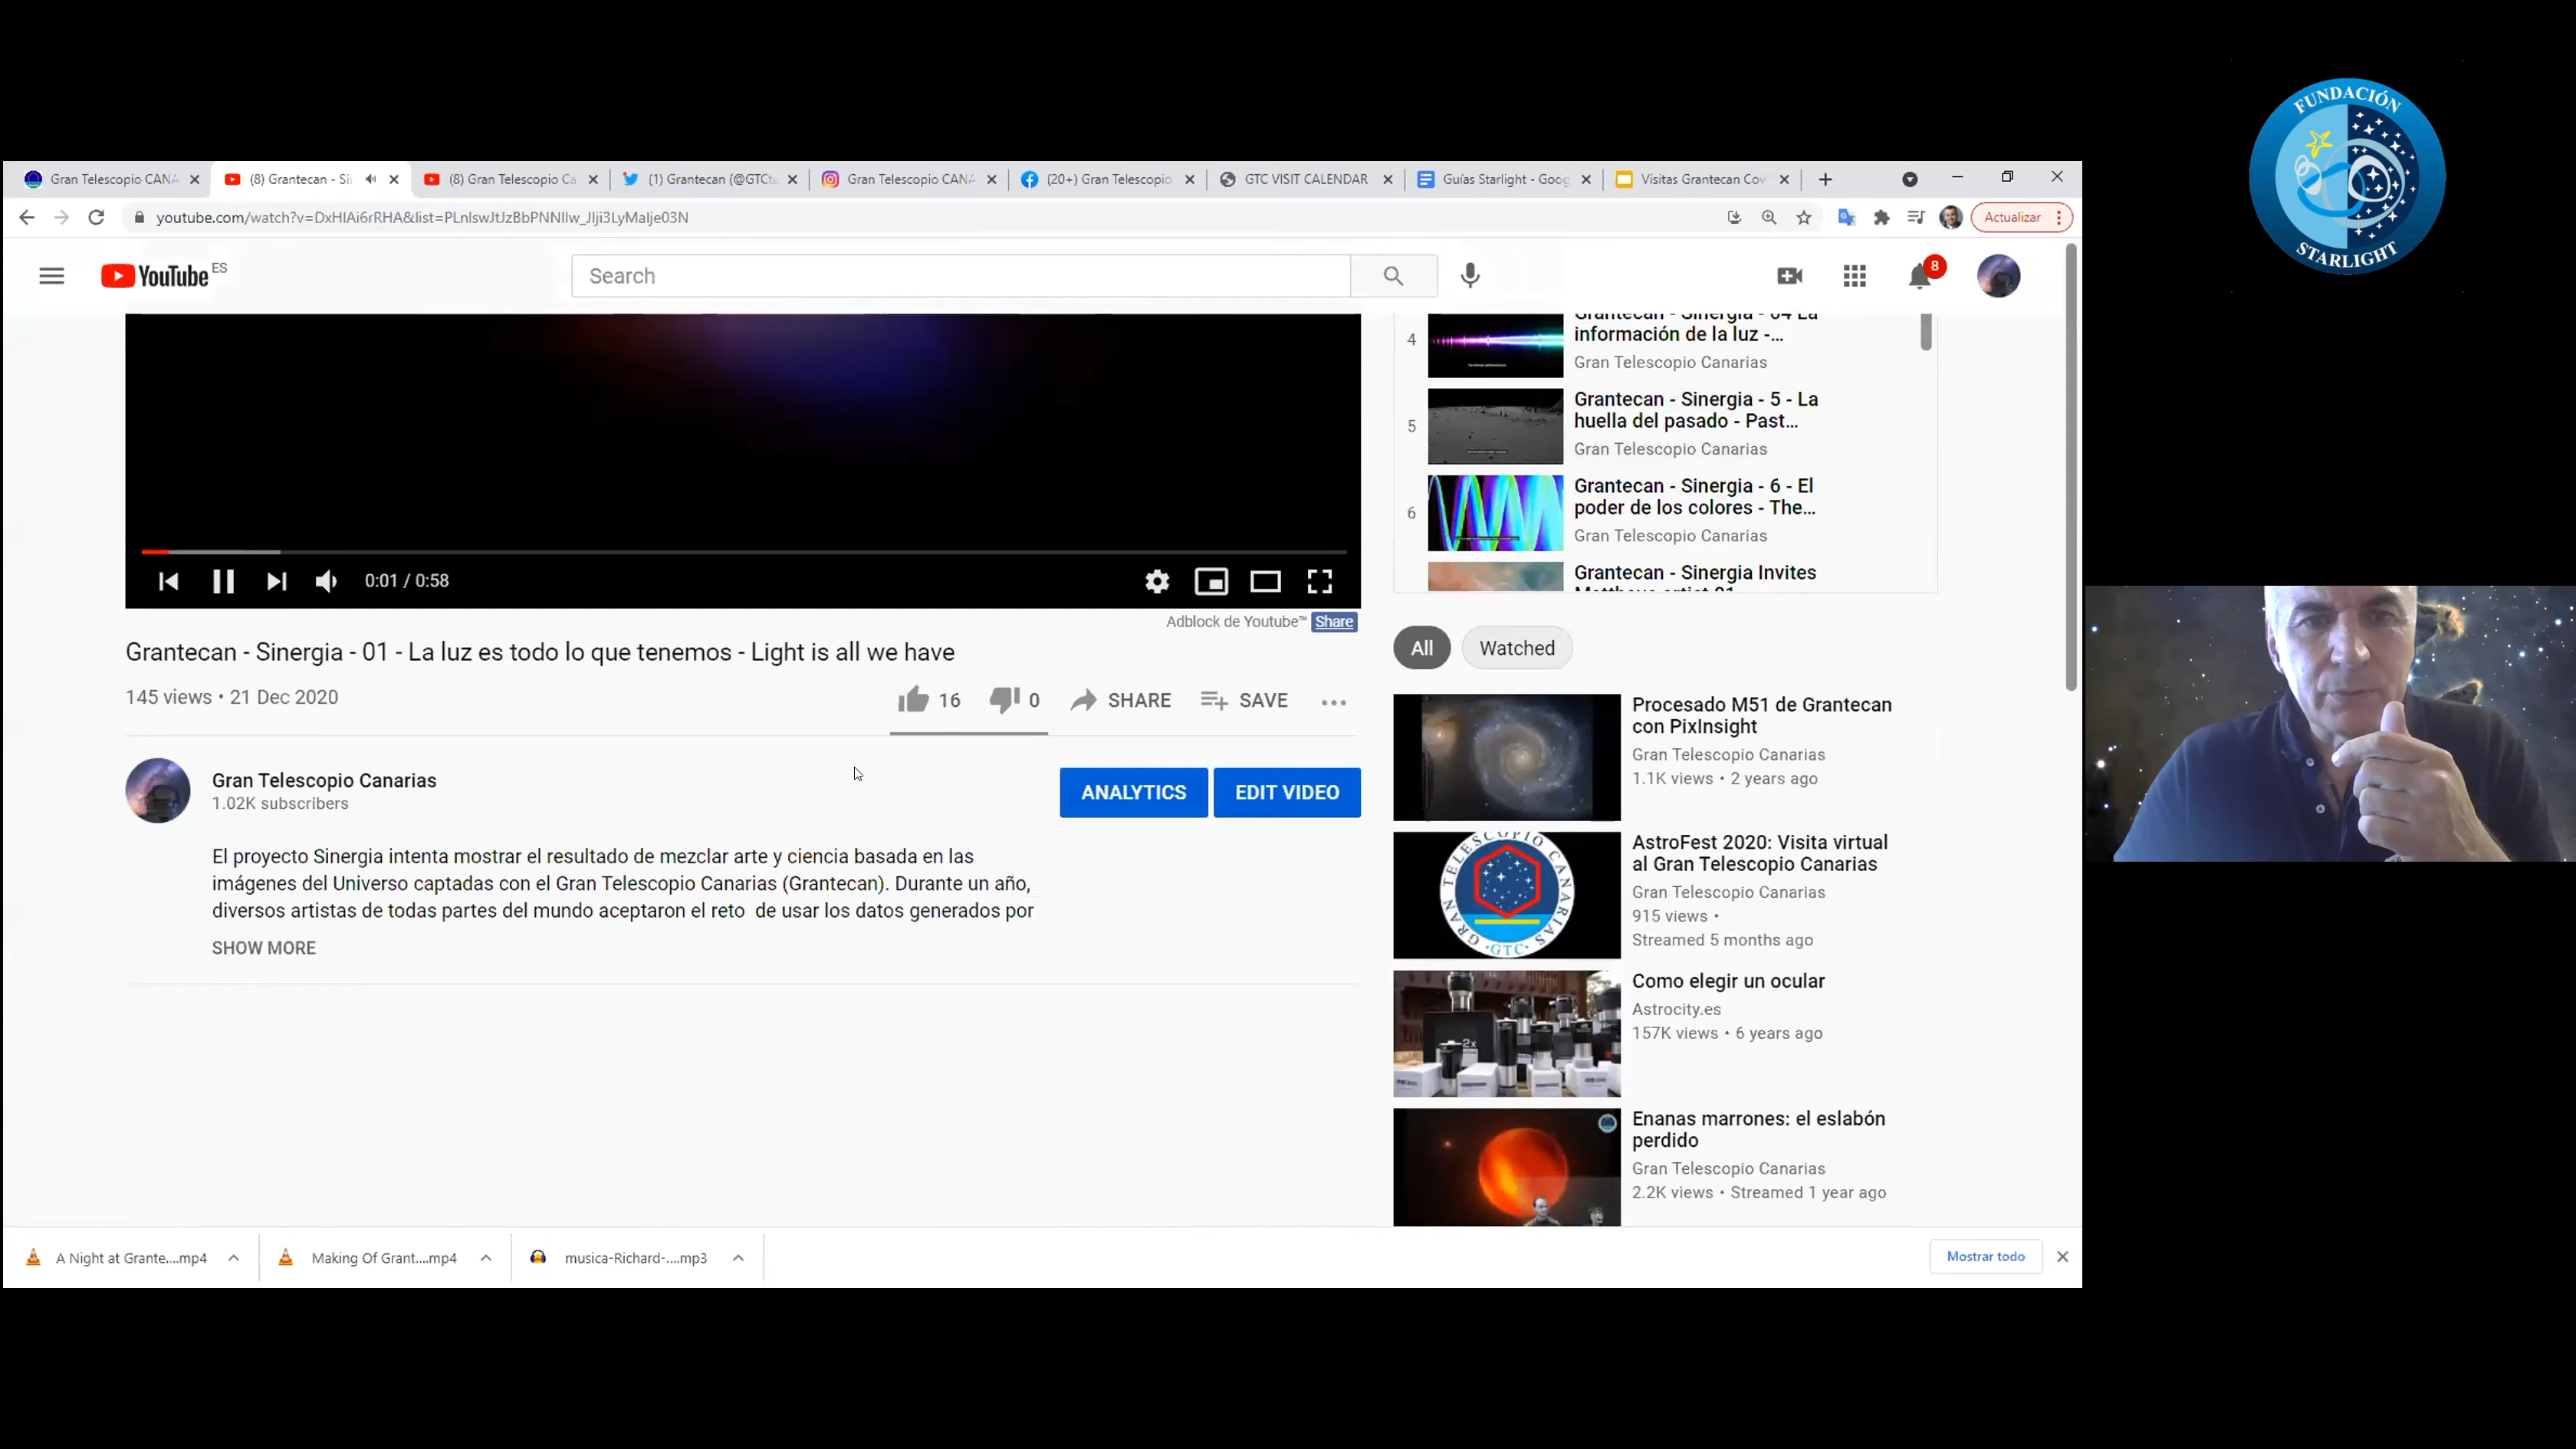 FUNDACIÓN
STARLIGHT
Gran Telescopio CANA
(8) Grantecan - Si
(8) Gran Telescopio Ca
(1) Grantecan (@GTCte
Gran Telescopio CANA
(20+) Gran Telescopio
GTC VISIT CALENDAR
Guías Starlight - Goog
Visitas Grantecan Cov
Actualizar
YouTube ES
Search
8
4
Grantecan - Sinergia - 04 La
información de la luz -...
Gran Telescopio Canarias
5
Grantecan - Sinergia - 5 - La
huella del pasado - Past...
Gran Telescopio Canarias
6
Grantecan - Sinergia - 6 - El
poder de los colores - The...
Gran Telescopio Canarias
Grantecan - Sinergia Invites
0:01 / 0:58
Adblock de Youtube™ Share
Grantecan - Sinergia - 01 - La luz es todo lo que tenemos - Light is all we have
145 views • 21 Dec 2020
16
0
SHARE
SAVE
Gran Telescopio Canarias
1.02K subscribers
ANALYTICS
EDIT VIDEO
El proyecto Sinergia intenta mostrar el resultado de mezclar arte y ciencia basada en las
imágenes del Universo captadas con el Gran Telescopio Canarias (Grantecan). Durante un año,
diversos artistas de todas partes del mundo aceptaron el reto de usar los datos generados por
SHOW MORE
All
Watched
Procesado M51 de Grantecan
con PixInsight
Gran Telescopio Canarias
1.1K views • 2 years ago
GRAN TELESCOPIO CANARIAS
·GTC·
AstroFest 2020: Visita virtual
al Gran Telescopio Canarias
Gran Telescopio Canarias
915 views •
Streamed 5 months ago
2x
Como elegir un ocular
Astrocity.es
157K views • 6 years ago
Enanas marrones: el eslabón
perdido
Gran Telescopio Canarias
2.2K views • Streamed 1 year ago
A Night at Grante....mp4
Making Of Grant....mp4
musica-Richard-....mp3
Mostrar todo